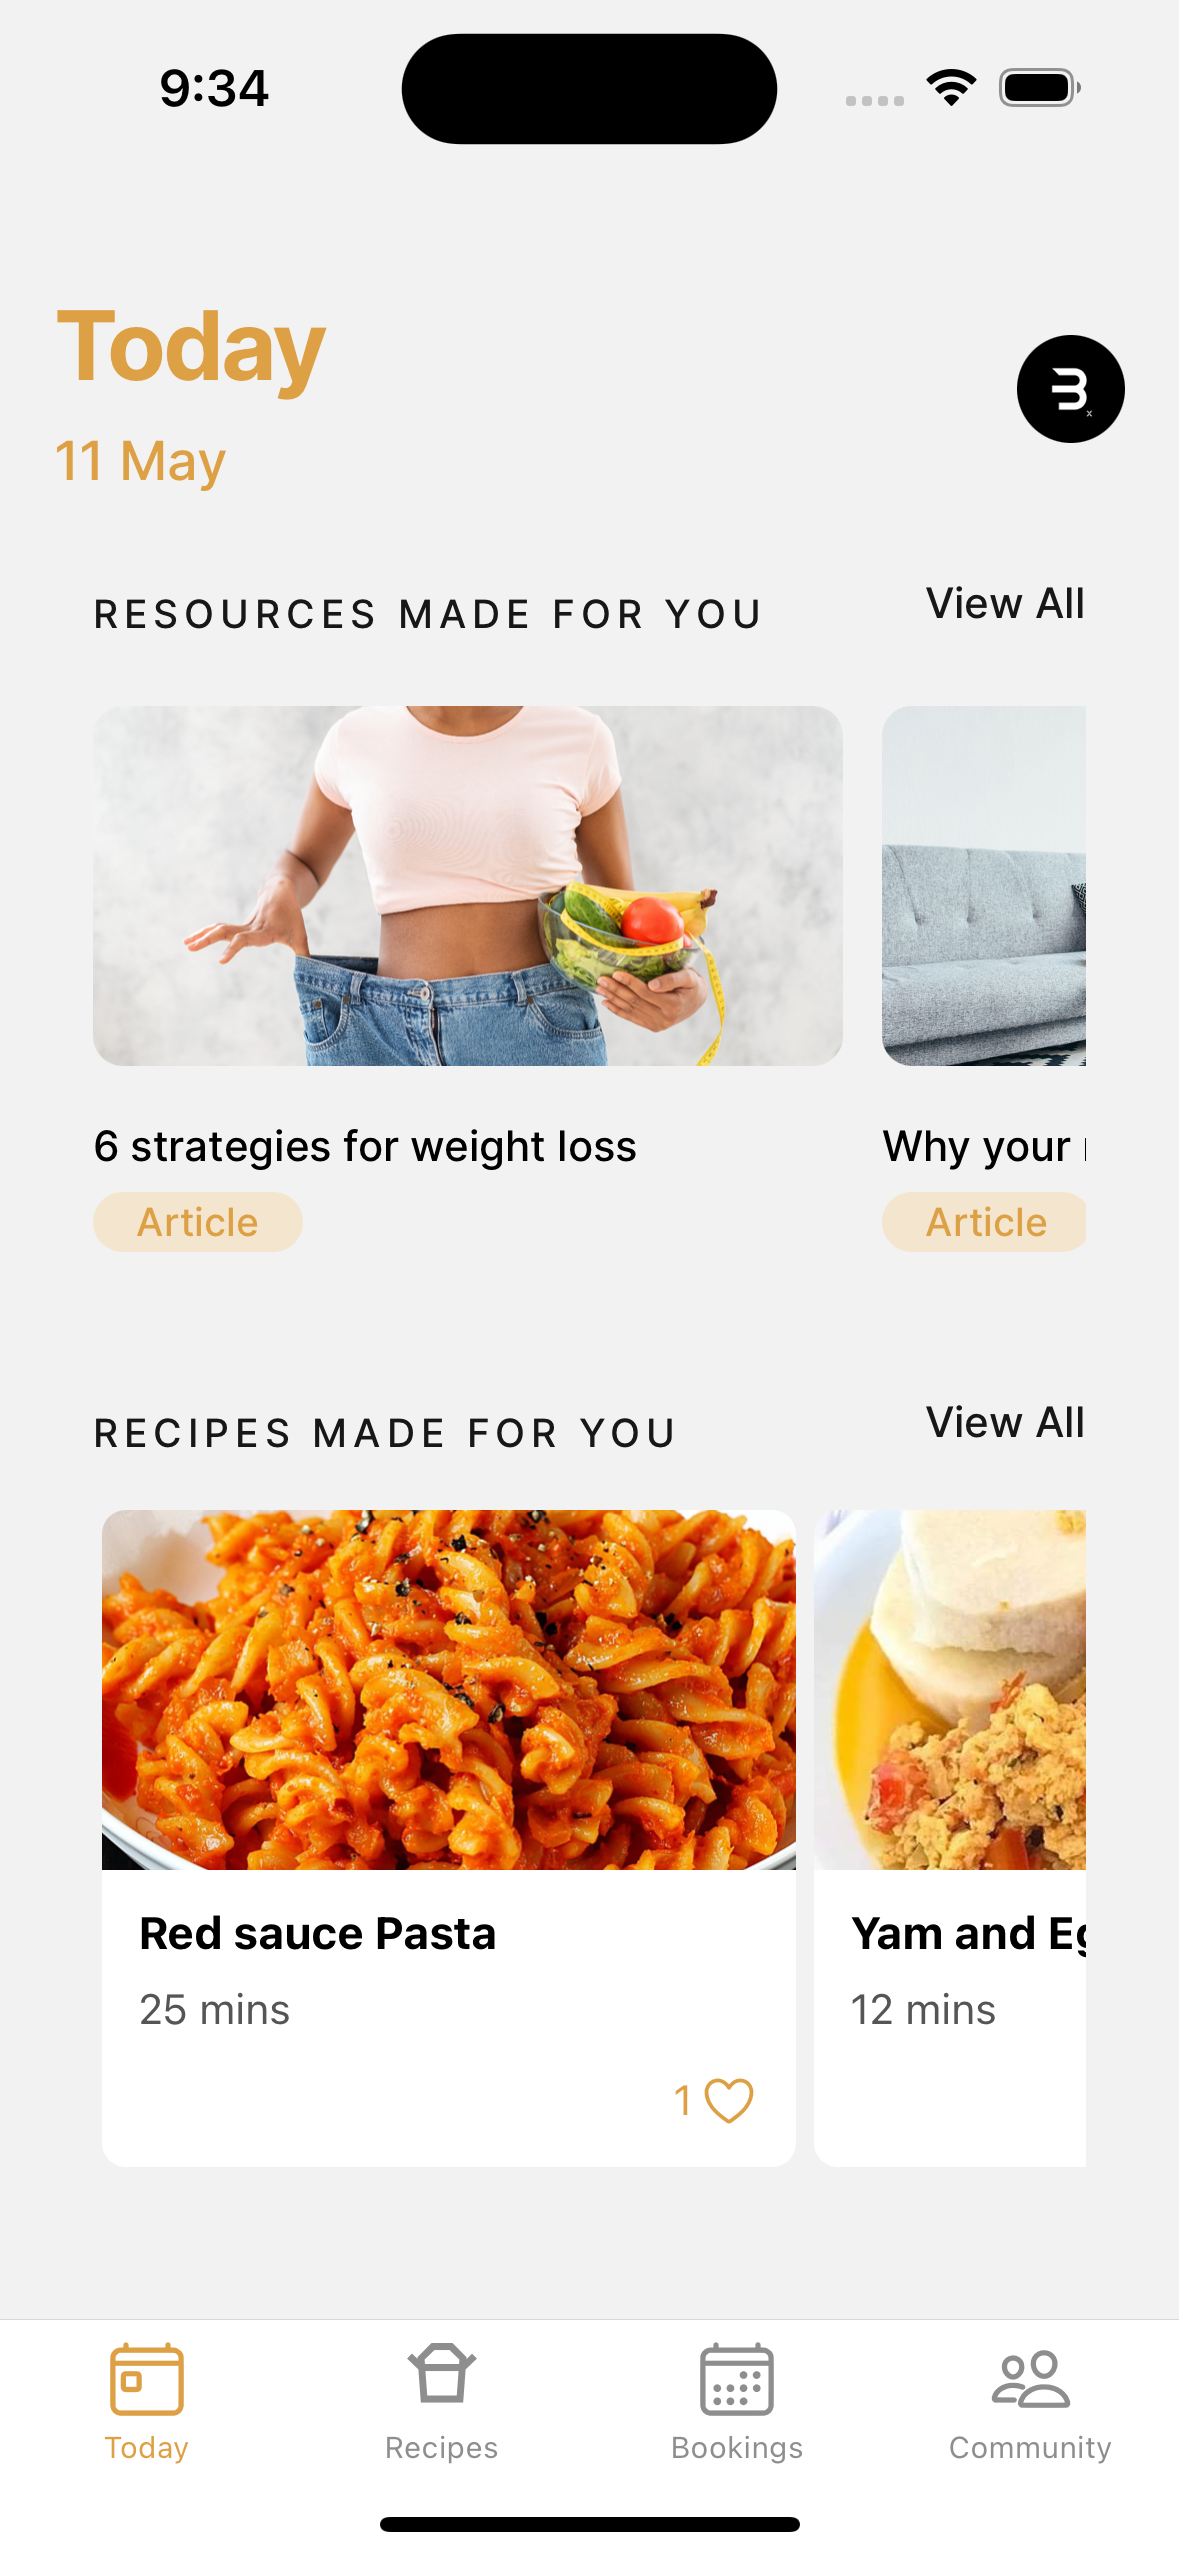 9:34
Today
11 May
RESOURCES MADE FOR YOU
View All
6 strategies for weight loss
Article
Why your
Article
RECIPES MADE FOR YOU
View All
Red sauce Pasta
25 mins
1
Yam and Eg
12 mins
Today
Recipes
Bookings
Community